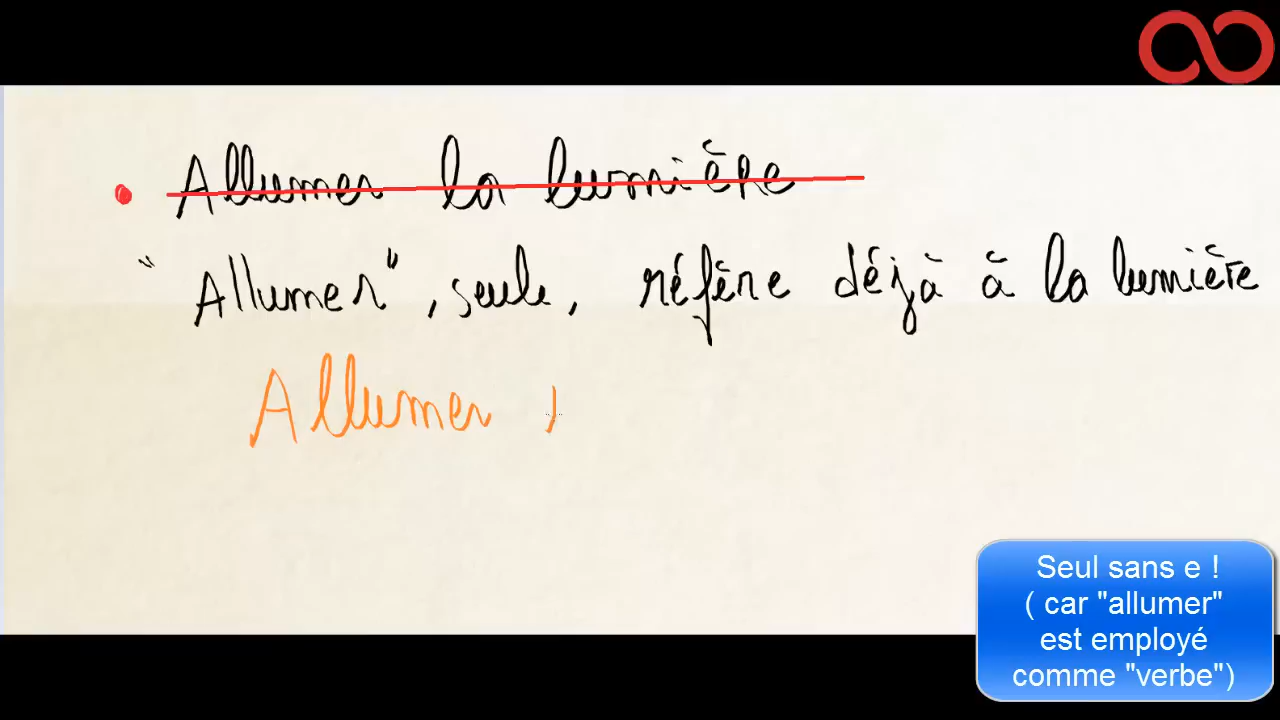 Allumer la lumière
"Allumer", seule, réfère déjà à la lumière
Allumer
Seul sans e !
( car "allumer"
est employé
comme "verbe")